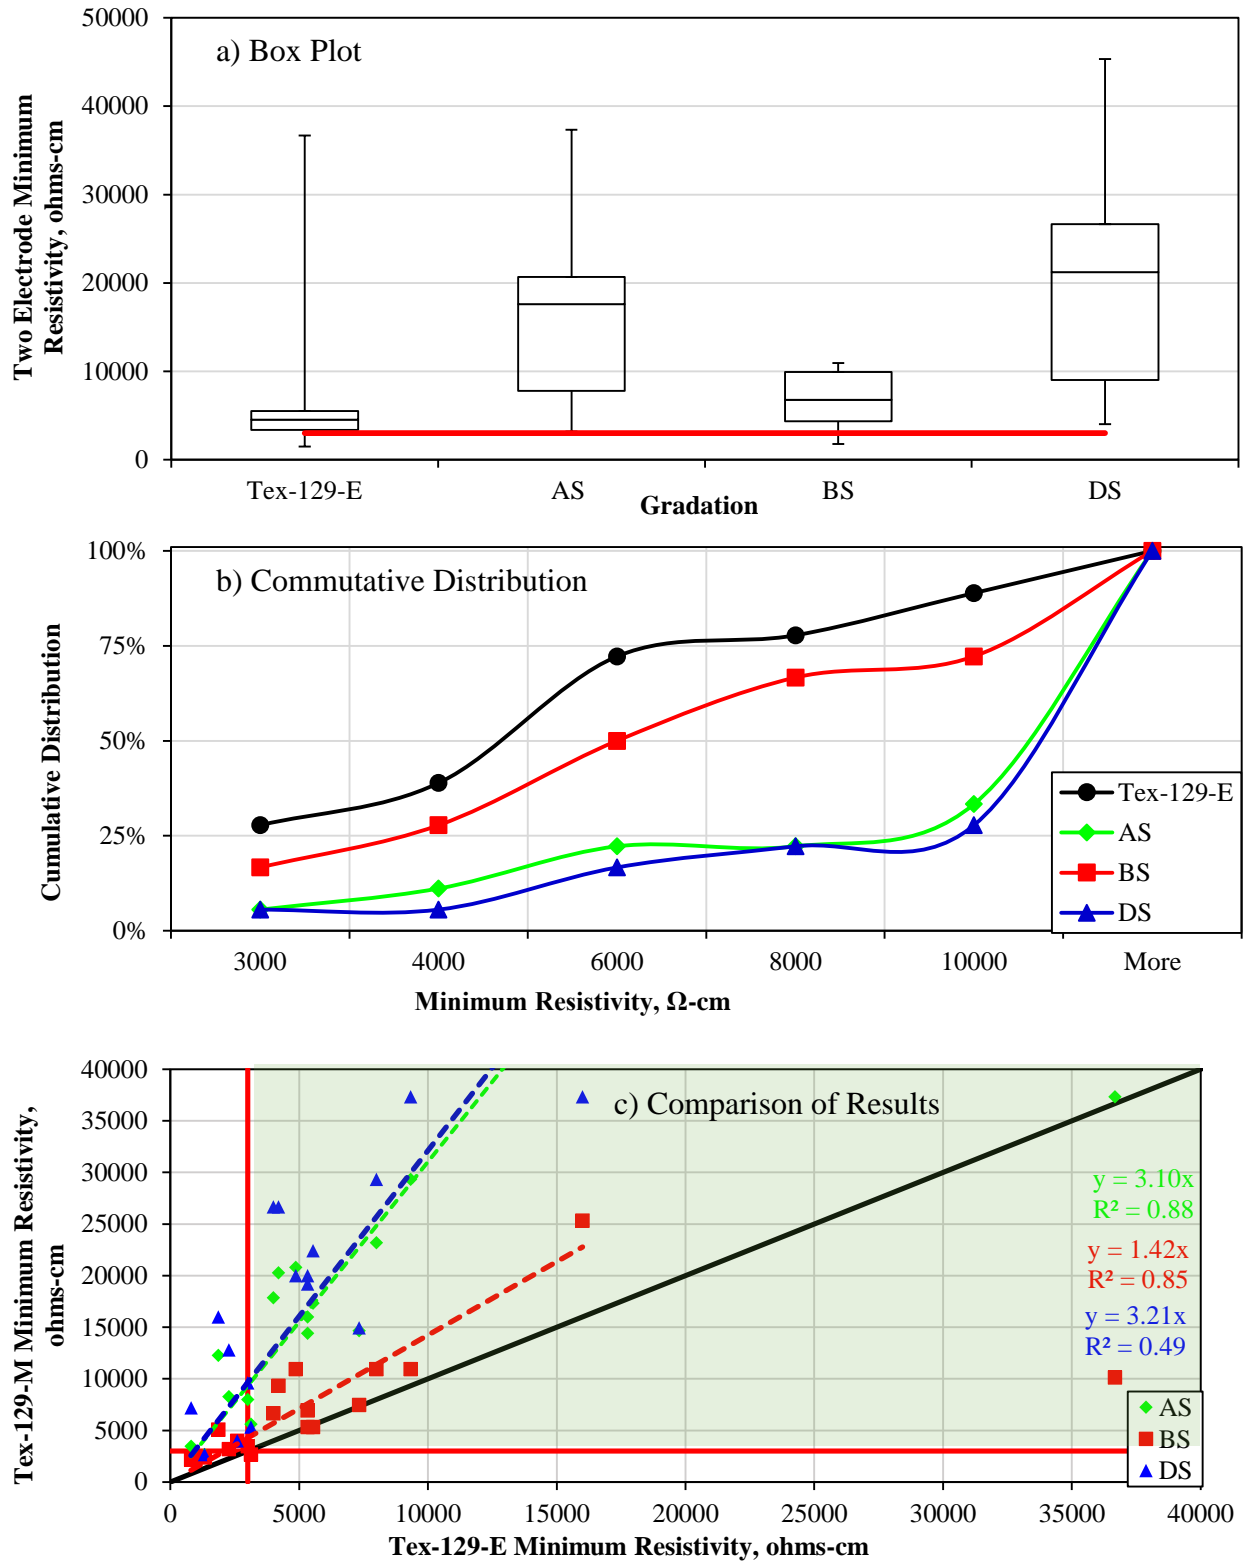 50000
a) Box Plot
40000
30000
20000
10000
0
Two Electrode Minimum
Resistivity, ohms-cm
Tex-129-E AS BS DS
Gradation
100%
b) Commutative Distribution
75%
50%
25%
0%
Cumulative Distribution
Tex-129-E
AS
BS
DS
3000 4000 6000 8000 10000 More
Minimum Resistivity, Ω-cm
40000
c) Comparison of Results
35000
30000
25000
20000
15000
10000
5000
0
Tex-129-M Minimum Resistivity,
ohms-cm
y = 3.10x
R² = 0.88
y = 1.42x
R² = 0.85
y = 3.21x
R² = 0.49
AS
BS
DS
0 5000 10000 15000 20000 25000 30000 35000 40000
Tex-129-E Minimum Resistivity, ohms-cm